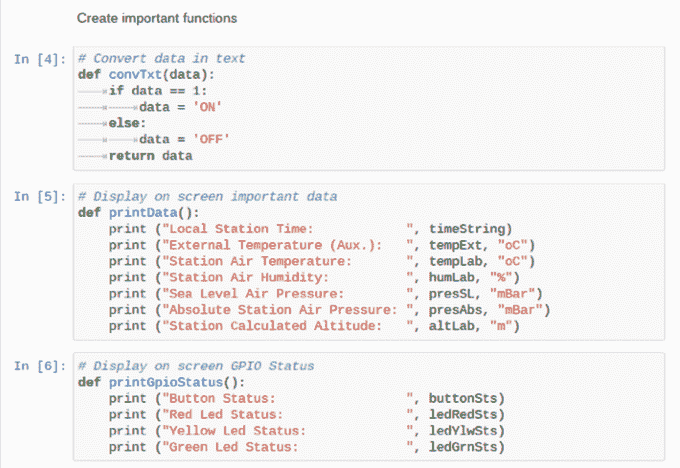 Create important functions
In [4]: # Convert data in text
def convTxt(data):
if data == 1:
data = 'ON'
else:
data = 'OFF'
return data
In [5]: # Display on screen important data
def printData():
print ("Local Station Time:             ", timeString)
print ("External Temperature (Aux.):   ", tempExt, "oC")
print ("Station Air Temperature:       ", tempLab, "oC")
print ("Station Air Humidity:          ", humLab, "%")
print ("Sea Level Air Pressure:        ", presSL, "mBar")
print ("Absolute Station Air Pressure: ", presAbs, "mBar")
print ("Station Calculated Altitude:   ", altLab, "m")
In [6]: # Display on screen GPIO Status
def printGpioStatus():
print ("Button Status:                 ", buttonSts)
print ("Red Led Status:                ", ledRedSts)
print ("Yellow Led Status:             ", ledYlwSts)
print ("Green Led Status:              ", ledGrnSts)